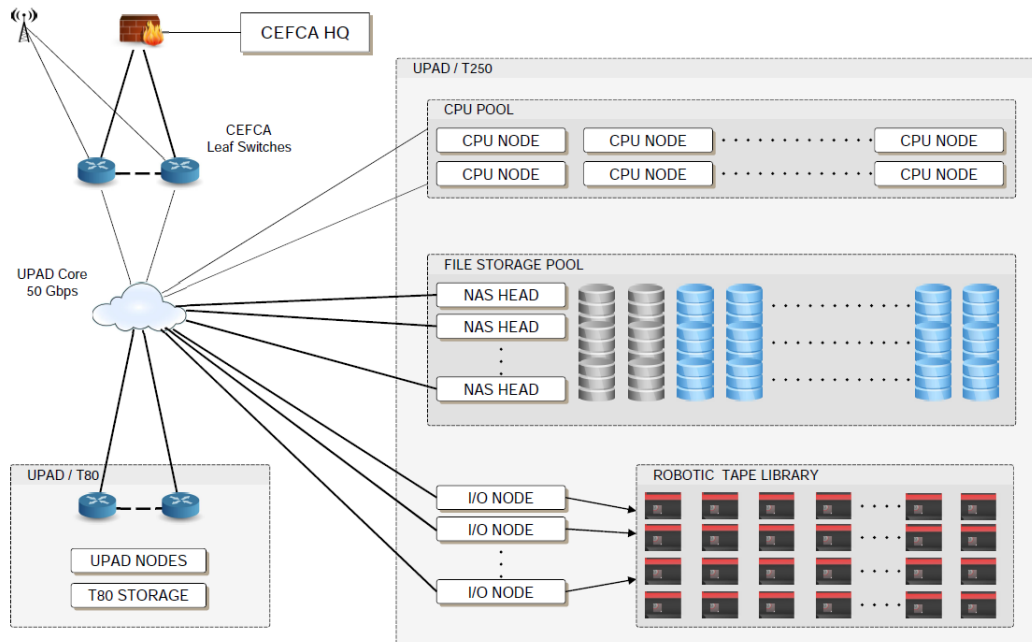 CEFCA HQ
CEFCA
Leaf Switches
UPAD Core
50 Gbps
UPAD / T250
CPU POOL
CPU NODE CPU NODE CPU NODE
CPU NODE CPU NODE CPU NODE
FILE STORAGE POOL
NAS HEAD
NAS HEAD
NAS HEAD
UPAD / T80
UPAD NODES
T80 STORAGE
I/O NODE
I/O NODE
I/O NODE
ROBOTIC TAPE LIBRARY